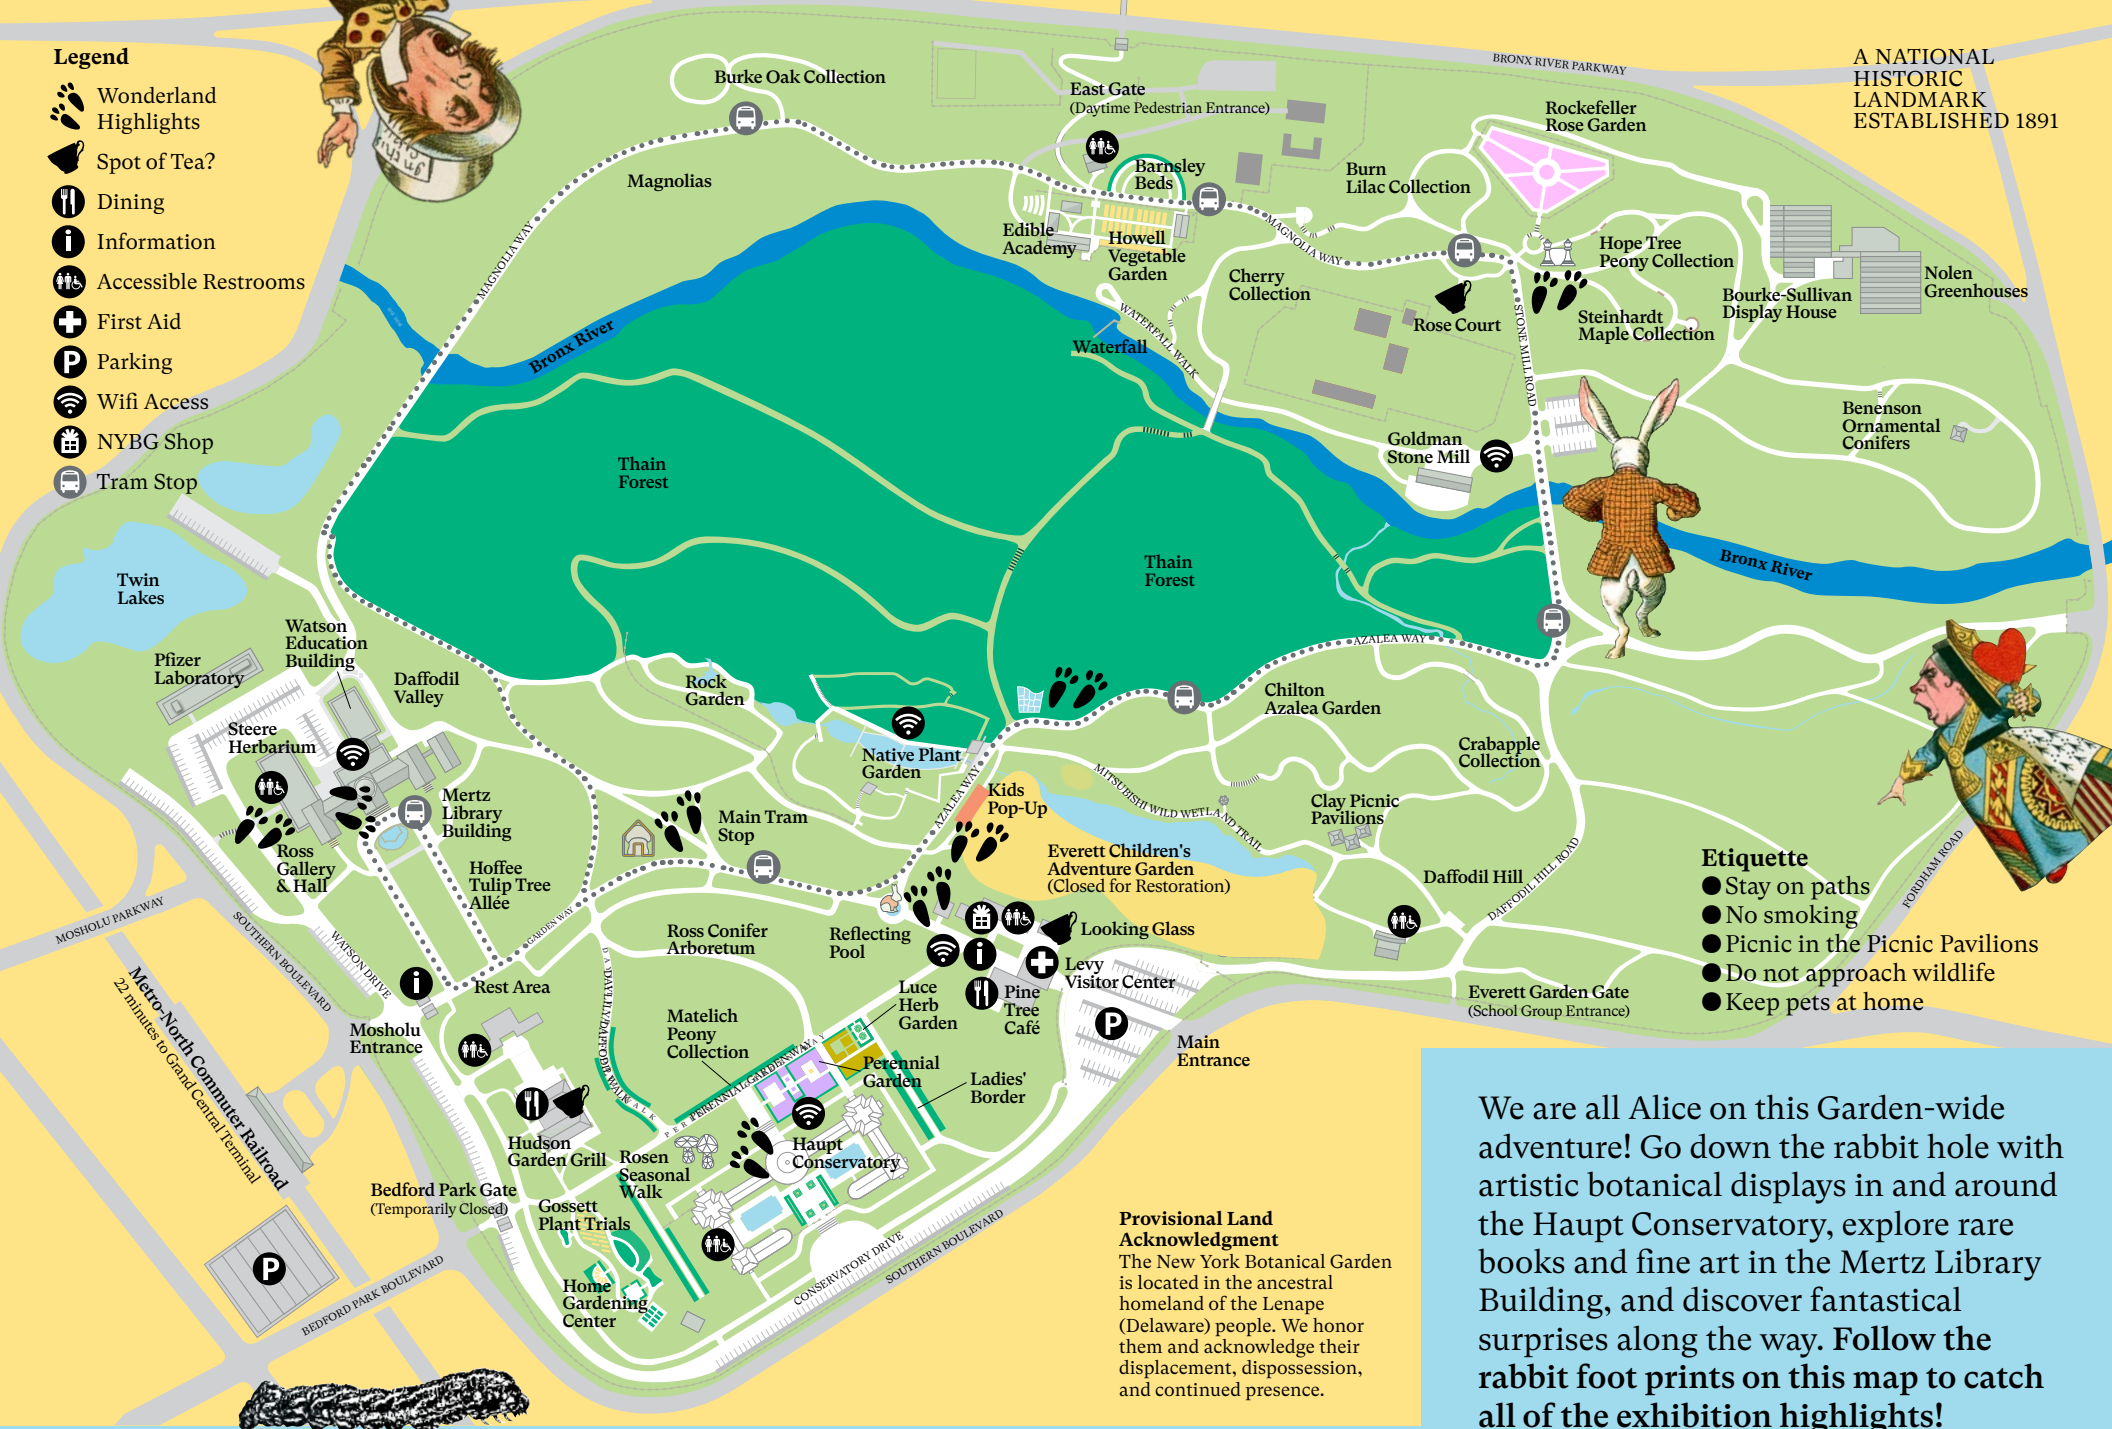 Legend
Wonderland
Highlights
Spot of Tea?
Dining
Information
Accessible Restrooms
First Aid
Parking
Wifi Access
NYBG Shop
Tram Stop
A NATIONAL
HISTORIC
LANDMARK
ESTABLISHED 1891
BRONX RIVER PARKWAY
Burke Oak Collection
East Gate
(Daytime Pedestrian Entrance)
Rockefeller
Rose Garden
Magnolias
Barnsley
Beds
Burn
Lilac Collection
MAGNOLIA WAY
Edible
Academy
Howell
Vegetable
Garden
MAGNOLIA WAY
Hope Tree
Peony Collection
Cherry
Collection
Nolen
Greenhouses
Bourke-Sullivan
Display House
Rose Court
Steinhardt
Maple Collection
STONE MILL ROAD
WATERFALL WALK
Waterfall
Bronx River
Benenson
Ornamental
Conifers
Goldman
Stone Mill
Thain
Forest
Thain
Forest
Bronx River
Twin
Lakes
Watson
Education
Building
Pfizer
Laboratory
Daffodil
Valley
AZALEA WAY
Rock
Garden
Chilton
Azalea Garden
Steere
Herbarium
Native Plant
Garden
Crabapple
Collection
AZALEA WAY
MITSUBISHI WILD WETLAND TRAIL
Kids
Pop-Up
Mertz
Library
Building
Main Tram
Stop
Clay Picnic
Pavilions
Ross
Gallery
& Hall
Hoffee
Tulip Tree
Allée
Everett Children's
Adventure Garden
(Closed for Restoration)
Daffodil Hill
DAFFODIL HILL ROAD
FORDHAM ROAD
Etiquette
Stay on paths
No smoking
Picnic in the Picnic Pavilions
Do not approach wildlife
Keep pets at home
MOSHOLU PARKWAY
SOUTHERN BOULEVARD
WATSON DRIVE
GARDEN WAY
Ross Conifer
Arboretum
Reflecting
Pool
Looking Glass
Levy
Visitor Center
Rest Area
Luce
Herb
Garden
Pine
Tree
Café
Everett Garden Gate
(School Group Entrance)
Metro-North Commuter Railroad
22 minutes to Grand Central Terminal
Mosholu
Entrance
Matelich
Peony
Collection
Main
Entrance
PERENNIAL GARDEN WAY
Perennial
Garden
Ladies'
Border
Hudson
Garden Grill
Rosen
Seasonal
Walk
Haupt
Conservatory
Bedford Park Gate
(Temporarily Closed)
Gossett
Plant Trials
Home
Gardening
Center
CONSERVATORY DRIVE
SOUTHERN BOULEVARD
BEDFORD PARK BOULEVARD
Provisional Land
Acknowledgment
The New York Botanical Garden
is located in the ancestral
homeland of the Lenape
(Delaware) people. We honor
them and acknowledge their
displacement, dispossession,
and continued presence.
We are all Alice on this Garden-wide
adventure! Go down the rabbit hole with
artistic botanical displays in and around
the Haupt Conservatory, explore rare
books and fine art in the Mertz Library
Building, and discover fantastical
surprises along the way. Follow the
rabbit foot prints on this map to catch
all of the exhibition highlights!